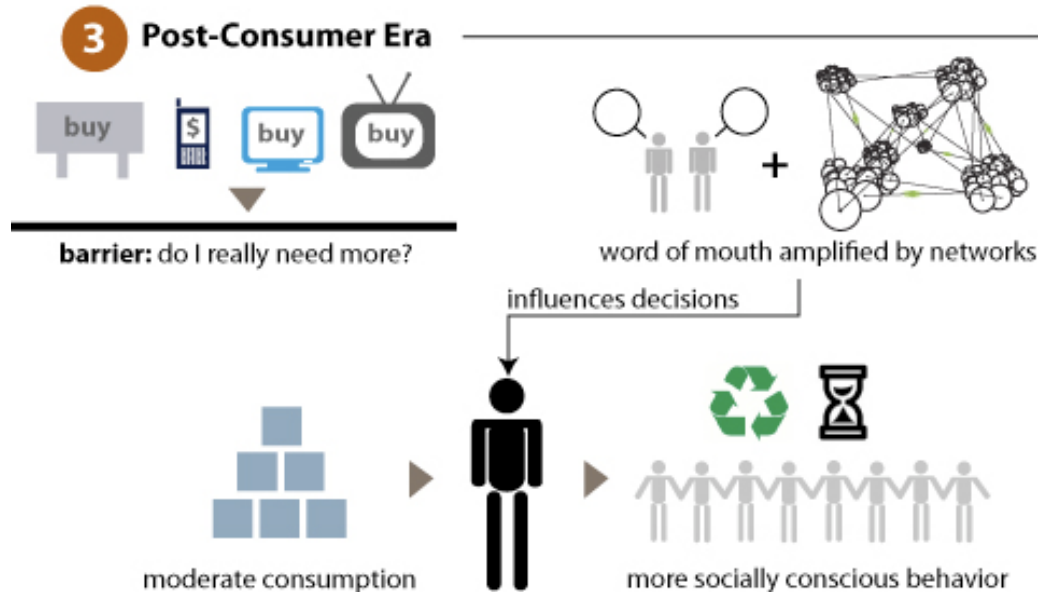 3 Post-Consumer Era
buy
$
buy
buy
barrier: do I really need more?
word of mouth amplified by networks
influences decisions
moderate consumption
more socially conscious behavior